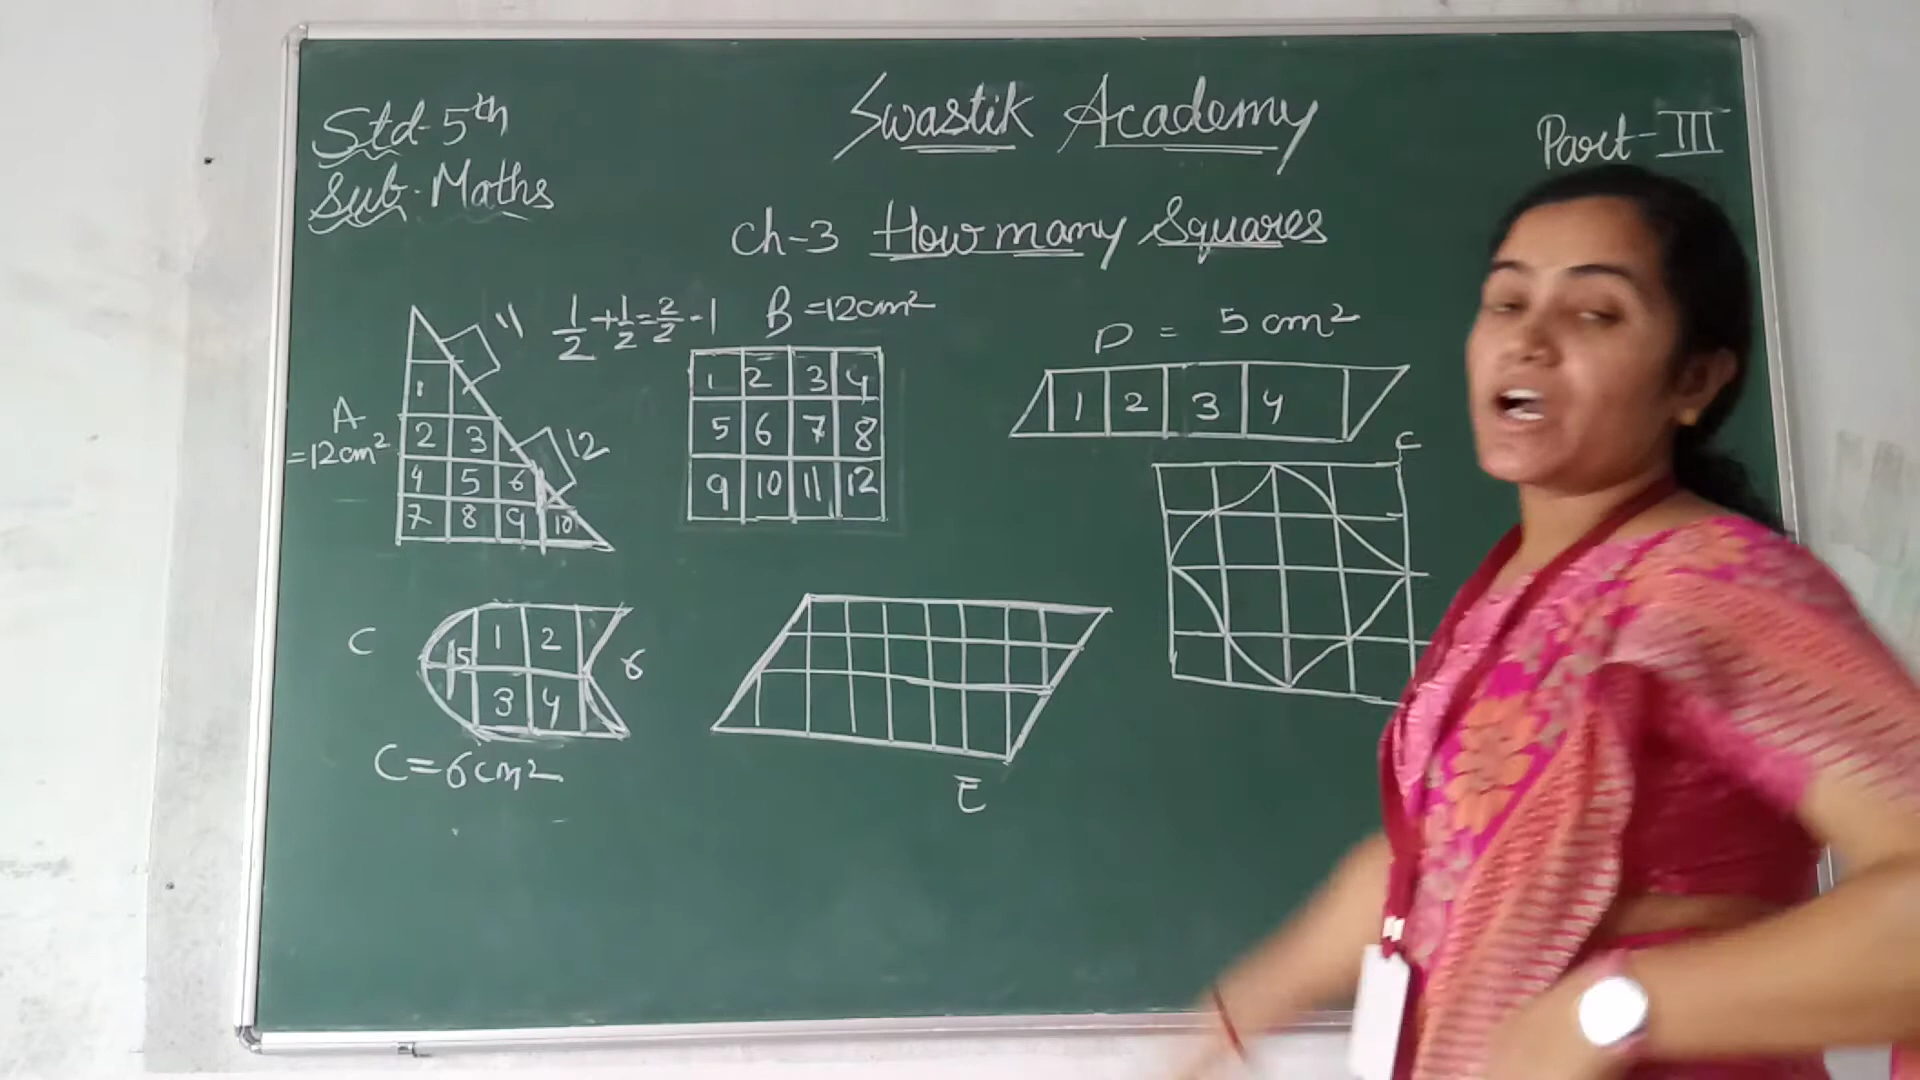 Std-5th
Sub-Maths
Swastik Academy
Part-III
Ch-3 How many Squares
A
=12cm²
11
12
1
2 3
4 5 6
7 8 9 10
1/2+1/2=2/2-1
B =12cm²
1 2 3 4
5 6 7 8
9 10 11 12
D = 5cm²
1 2 3 4
C
C
5 1 2
3 4
6
C=6cm²
E